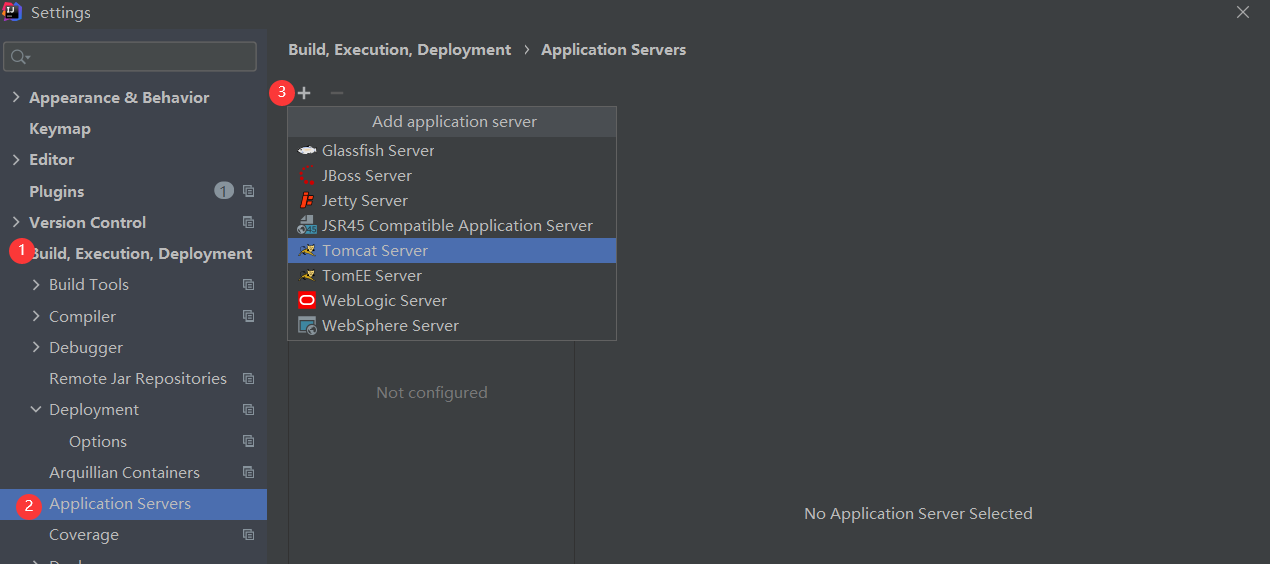 Settings
Appearance & Behavior
Keymap
Editor
Plugins 1
Version Control
1 Build, Execution, Deployment
Build Tools
Compiler
Debugger
Remote Jar Repositories
Deployment
Options
Arquillian Containers
2 Application Servers
Coverage
Build, Execution, Deployment › Application Servers
3 + −
Add application server
Glassfish Server
JBoss Server
Jetty Server
JSR45 Compatible Application Server
Tomcat Server
TomEE Server
WebLogic Server
WebSphere Server
Not configured
No Application Server Selected